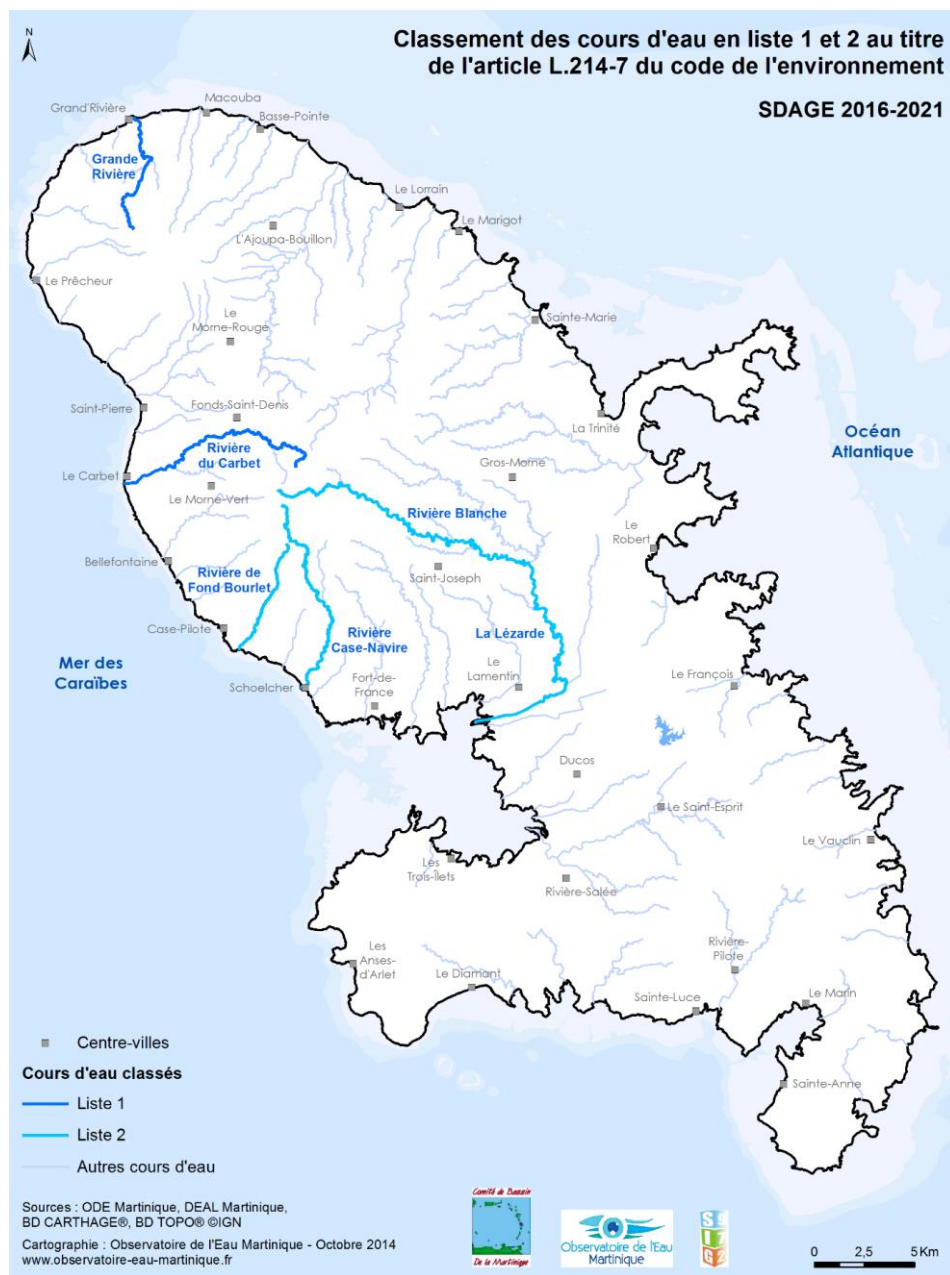 Classement des cours d'eau en liste 1 et 2 au titre
de l'article L.214-7 du code de l'environnement
SDAGE 2016-2021
N
Grand'Rivière
Macouba
Basse-Pointe
Grande
Rivière
Le Lorrain
Le Marigot
L'Ajoupa-Bouillon
Le Prêcheur
Le
Morne-Rouge
Sainte-Marie
Saint-Pierre
Fonds-Saint-Denis
La Trinité
Océan
Atlantique
Rivière
du Carbet
Le Carbet
Le Morne-Vert
Gros-Morne
Rivière Blanche
Le
Robert
Bellefontaine
Rivière de
Fond Bourlet
Saint-Joseph
Case-Pilote
Rivière
Case-Navire
La Lézarde
Mer des
Caraïbes
Schoelcher
Fort-de-
France
Le
Lamentin
Le François
Ducos
Le Saint-Esprit
Le Vauclin
Les
Trois-Îlets
Rivière-Salée
Les
Anses-
d'Arlet
Le Diamant
Rivière-
Pilote
Sainte-Luce
Le Marin
Sainte-Anne
Centre-villes
Cours d'eau classés
Liste 1
Liste 2
Autres cours d'eau
Sources : ODE Martinique, DEAL Martinique,
BD CARTHAGE®, BD TOPO® ©IGN
Cartographie : Observatoire de l'Eau Martinique - Octobre 2014
www.observatoire-eau-martinique.fr
Comité de Bassin
De la Martinique
Observatoire de l'Eau
Martinique
0 2,5 5 Km